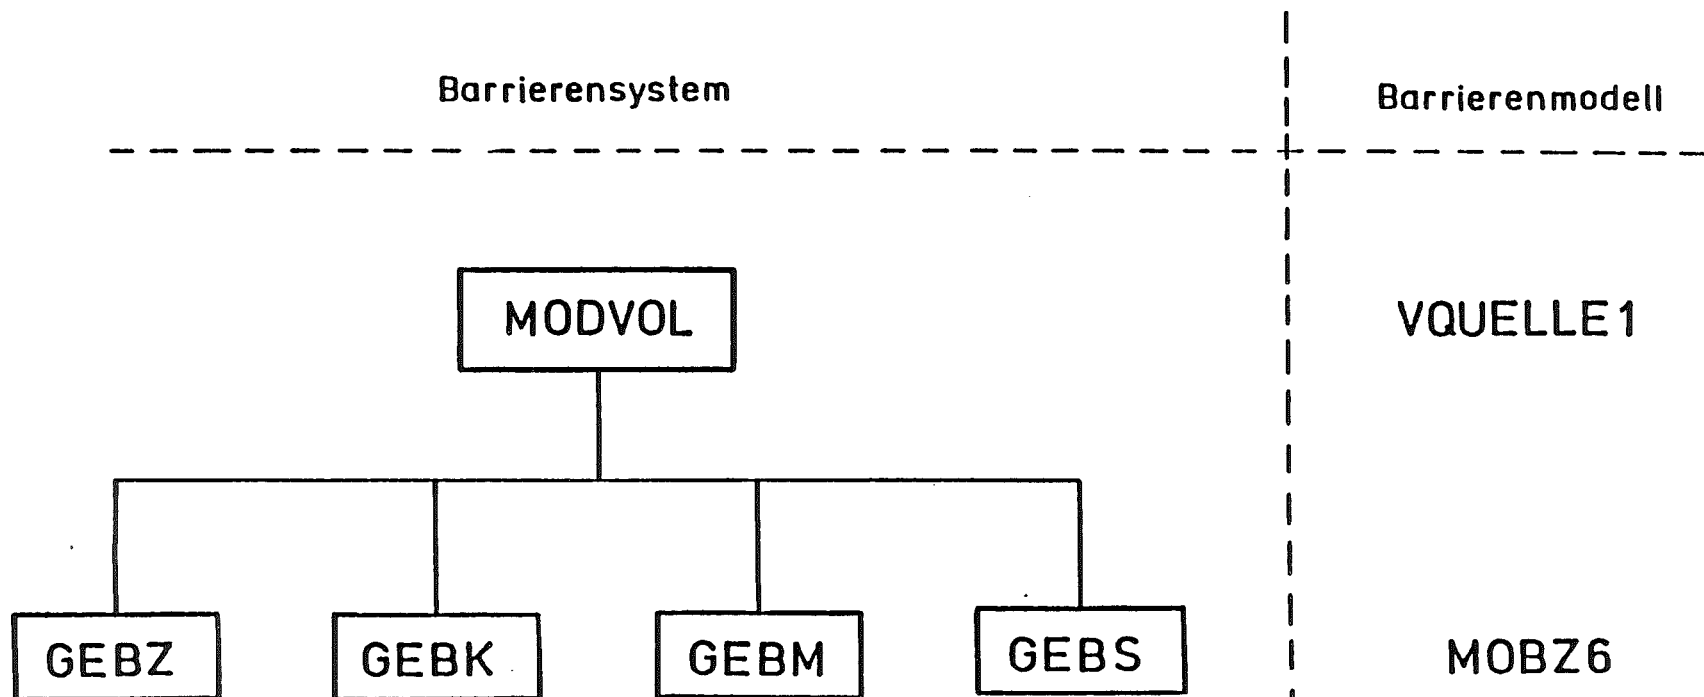 Barrierensystem
Barrierenmodell
MODVOL
VQUELLE1
GEBZ
GEBK
GEBM
GEBS
MOBZ6